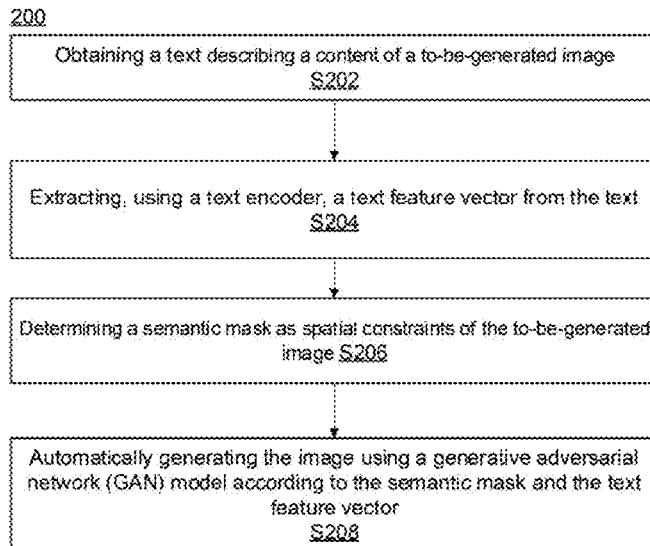 200
Obtaining a text describing a content of a to-be-generated image
S202
Extracting, using a text encoder, a text feature vector from the text
S204
Determining a semantic mask as spatial constraints of the to-be-generated
image S206
Automatically generating the image using a generative adversarial
network (GAN) model according to the semantic mask and the text
feature vector
S208